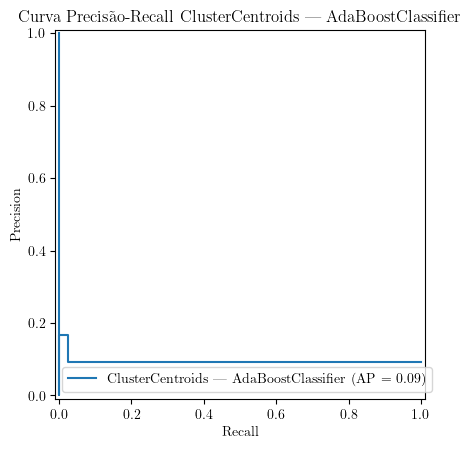 Curva Precisão-Recall ClusterCentroids — AdaBoostClassifier
1.0
0.8
0.6
0.4
0.2
0.0
Precision
ClusterCentroids — AdaBoostClassifier (AP = 0.09)
0.0 0.2 0.4 0.6 0.8 1.0
Recall